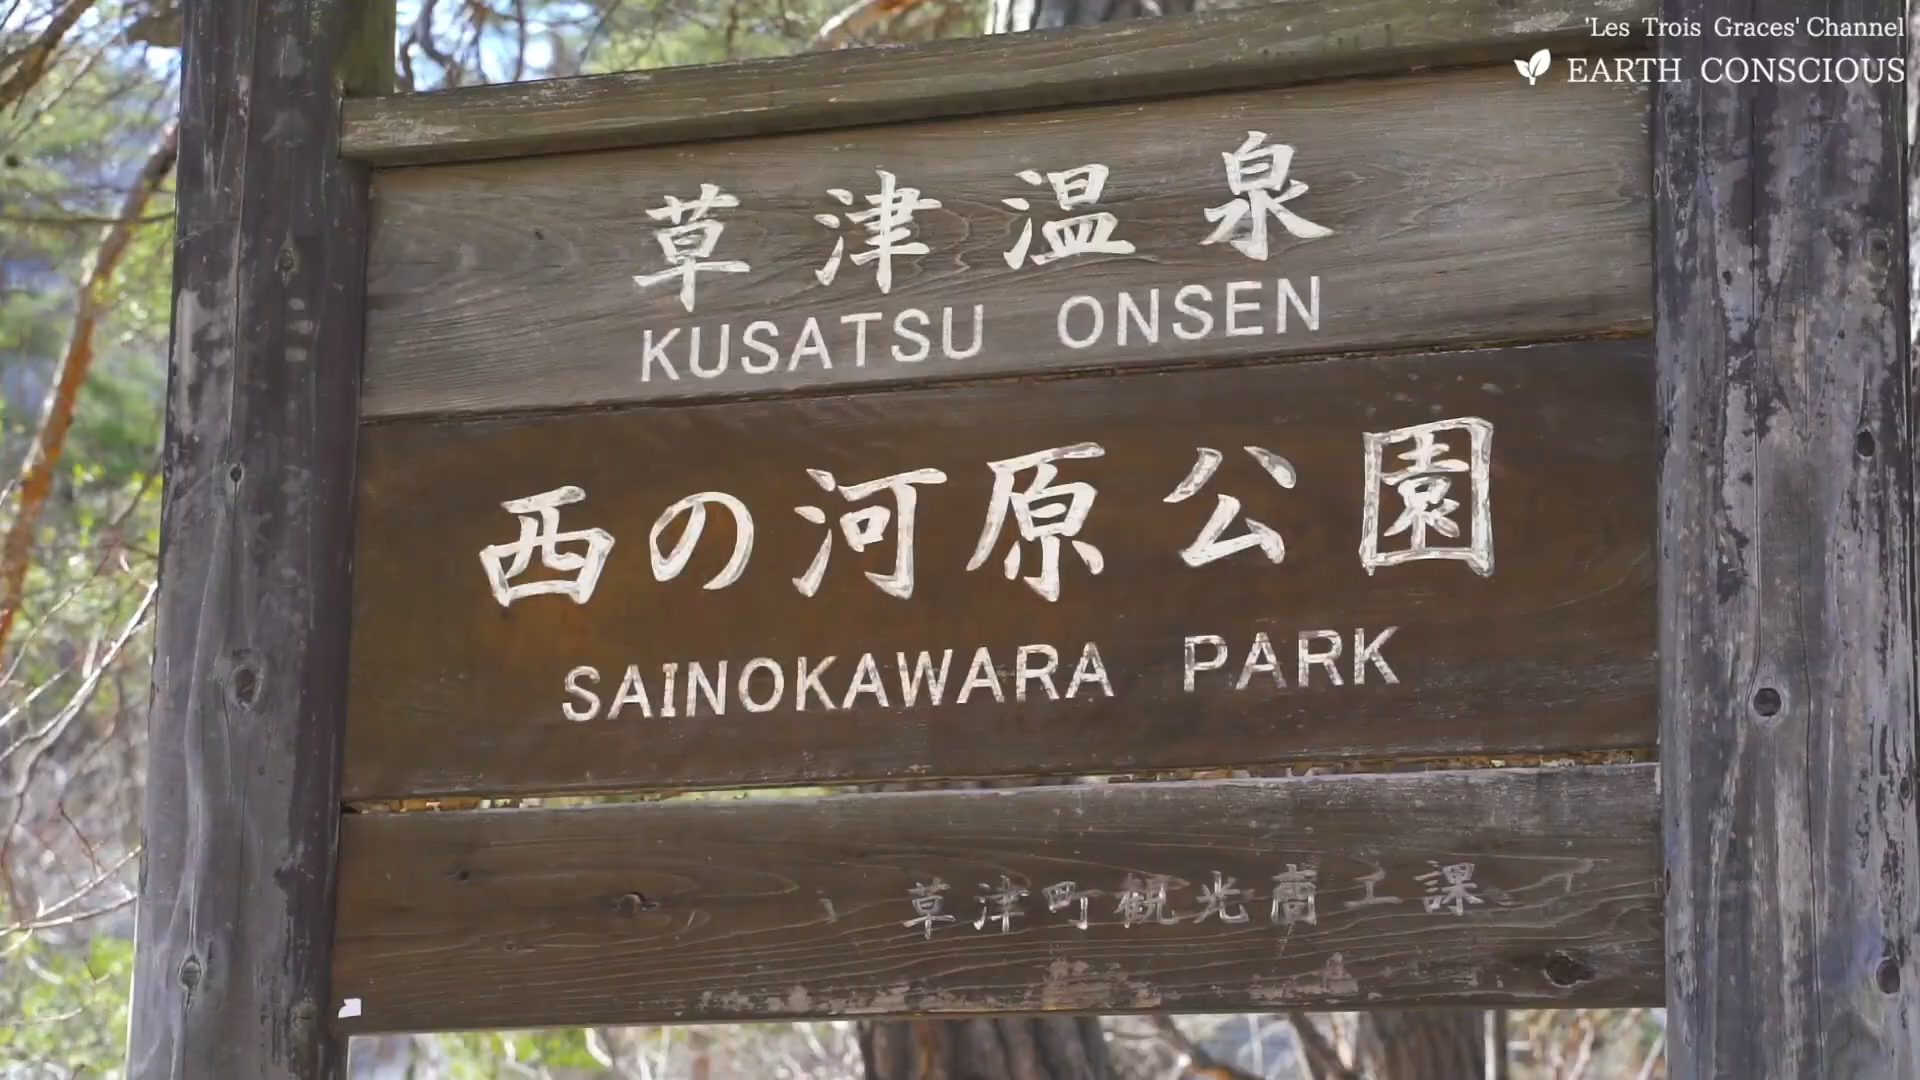 'Les Trois Graces' Channel
EARTH CONSCIOUS
草津温泉
KUSATSU ONSEN
西の河原公園
SAINOKAWARA PARK
草津町観光商工課